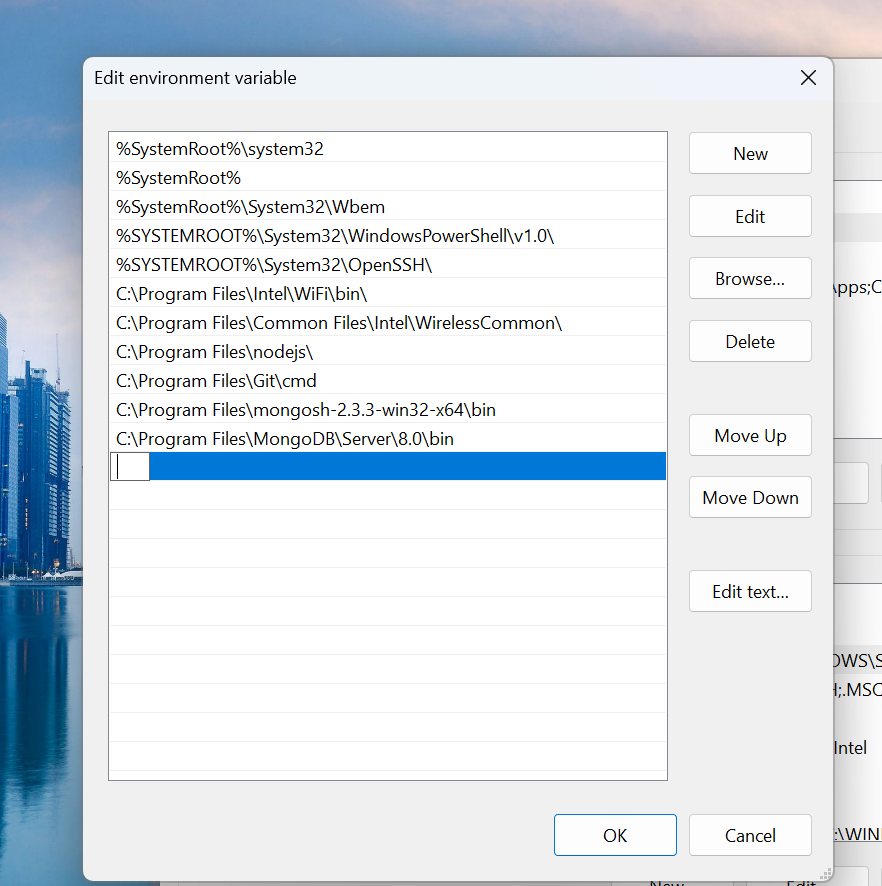 Edit environment variable
%SystemRoot%\system32
%SystemRoot%
%SystemRoot%\System32\Wbem
%SYSTEMROOT%\System32\WindowsPowerShell\v1.0\
%SYSTEMROOT%\System32\OpenSSH\
C:\Program Files\Intel\WiFi\bin\
C:\Program Files\Common Files\Intel\WirelessCommon\
C:\Program Files\nodejs\
C:\Program Files\Git\cmd
C:\Program Files\mongosh-2.3.3-win32-x64\bin
C:\Program Files\MongoDB\Server\8.0\bin
New
Edit
Browse...
Delete
Move Up
Move Down
Edit text...
OK
Cancel
\Apps;C
OWS\S
H;.MSC
Intel
:\WIN
New
Edit